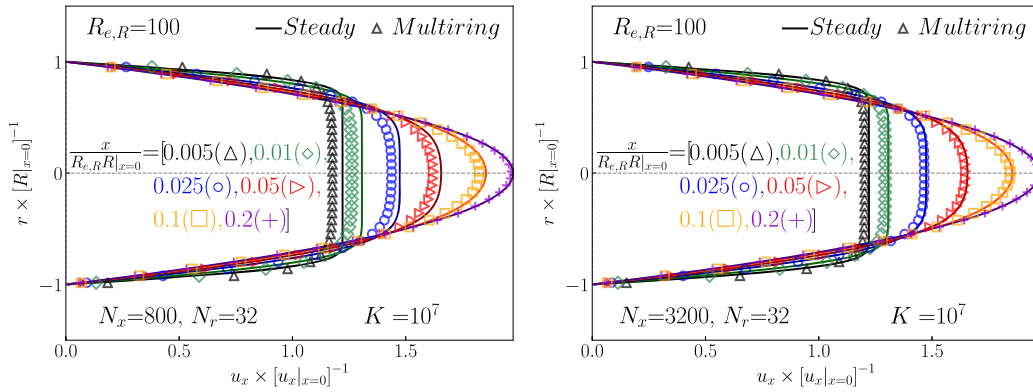 R_{e,R}=100 — Steady △ Multiring
x/(R_{e,R}R|_{x=0})=[0.005(△),0.01(◇),
0.025(○),0.05(▷),
0.1(□),0.2(+)]
N_x=800, N_r=32 K =10^7
r × [R|_{x=0}]^{-1}
1
0
−1
0.0 0.5 1.0 1.5
u_x × [u_x|_{x=0}]^{-1}
R_{e,R}=100 — Steady △ Multiring
x/(R_{e,R}R|_{x=0})=[0.005(△),0.01(◇),
0.025(○),0.05(▷),
0.1(□),0.2(+)]
N_x=3200, N_r=32 K =10^7
r × [R|_{x=0}]^{-1}
1
0
−1
0.0 0.5 1.0 1.5
u_x × [u_x|_{x=0}]^{-1}